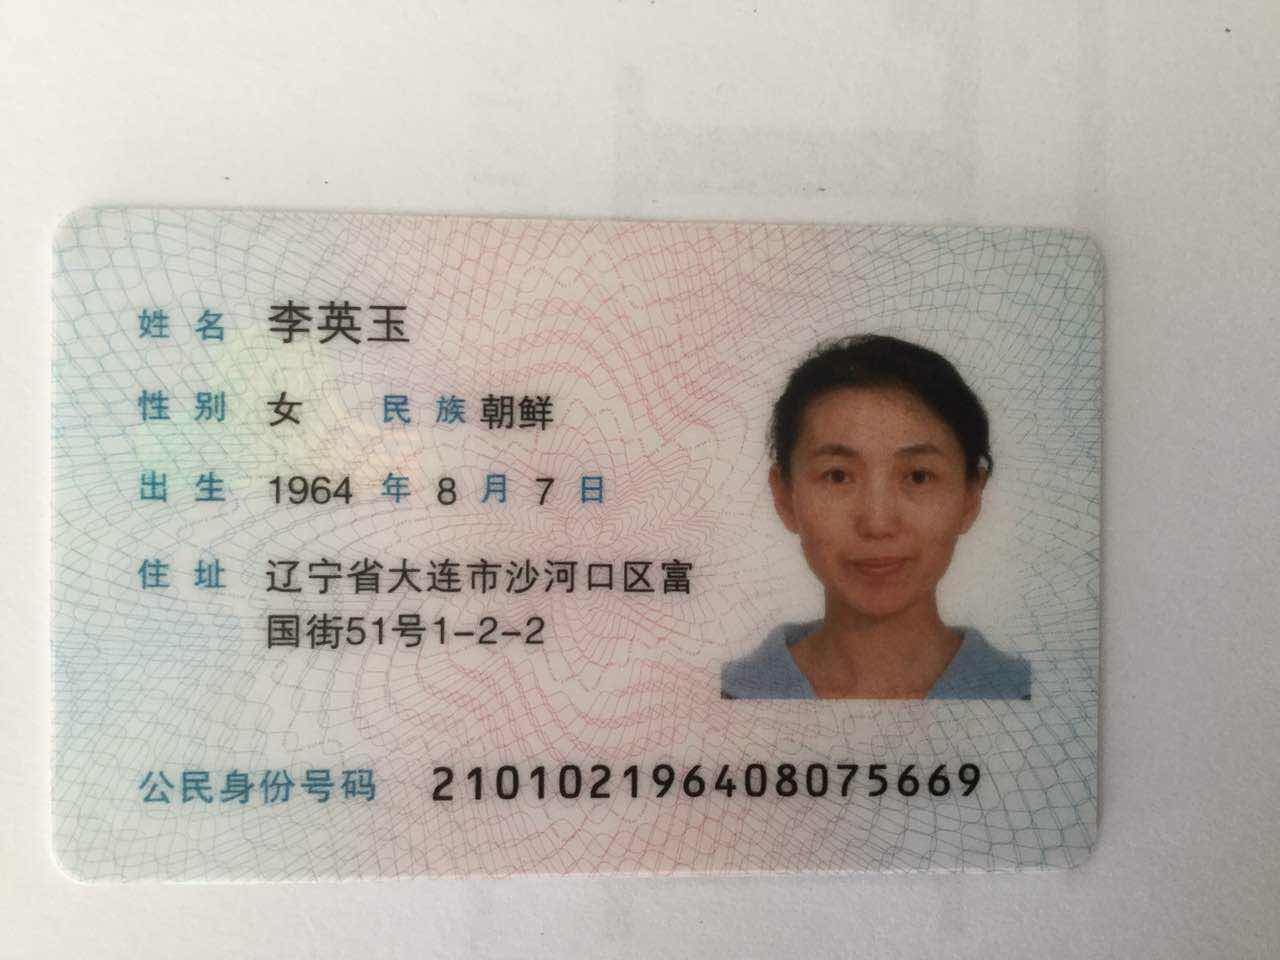 姓名 李英玉
性别 女 民族 朝鲜
出生 1964 年 8 月 7 日
住址 辽宁省大连市沙河口区富
国街51号1-2-2
公民身份号码 210102196408075669